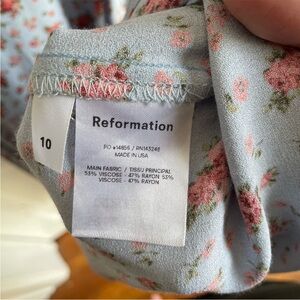 10
Reformation
PO #14856 / RN143246
MADE IN USA
MAIN FABRIC / TISSU PRINCIPAL
53% VISCOSE - 47% RAYON 53%
VISCOSE - 47% RAYON